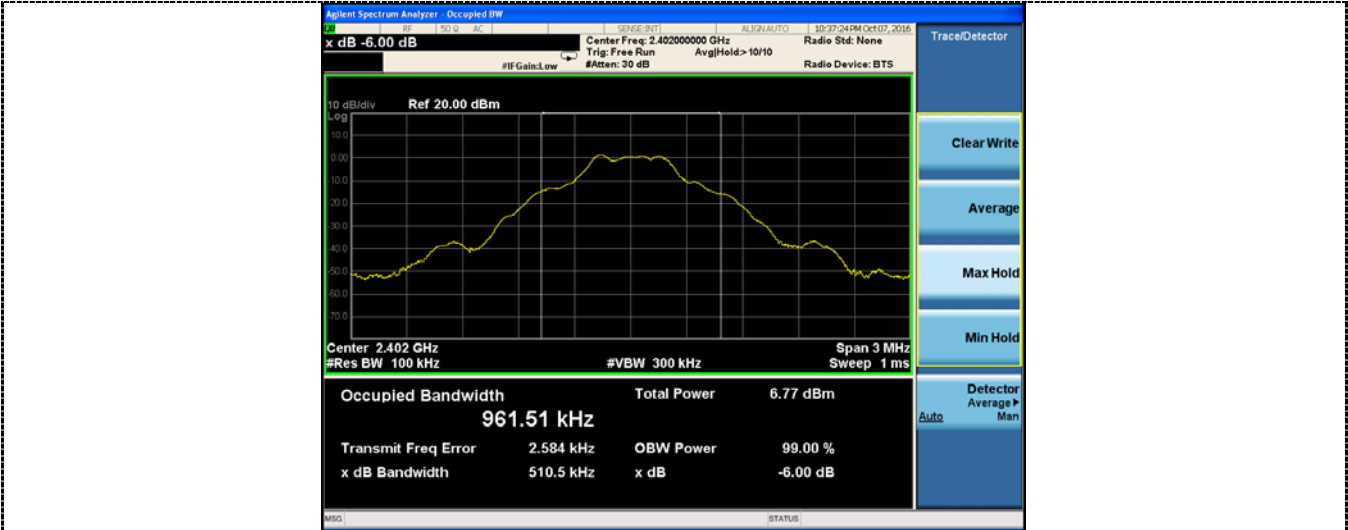 Agilent Spectrum Analyzer - Occupied BW
RF 50 Ω AC SENSE:INT ALIGN AUTO 10:37:24 PM Oct 07, 2016
x dB -6.00 dB
Center Freq: 2.402000000 GHz
Radio Std: None
Trig: Free Run
Avg|Hold:> 10/10
#IFGain:Low
#Atten: 30 dB
Radio Device: BTS
Trace/Detector
10 dB/div
Ref 20.00 dBm
Log
10.0
0.00
-10.0
-20.0
-30.0
-40.0
-50.0
-60.0
-70.0
Center 2.402 GHz
Span 3 MHz
#Res BW 100 kHz
#VBW 300 kHz
Sweep 1 ms
Clear Write
Average
Max Hold
Min Hold
Detector
Average▶
Auto Man
Occupied Bandwidth
Total Power 6.77 dBm
961.51 kHz
Transmit Freq Error 2.584 kHz
OBW Power 99.00 %
x dB Bandwidth 510.5 kHz
x dB -6.00 dB
MSG
STATUS